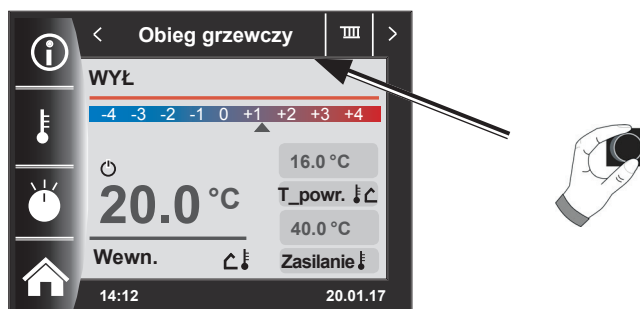 < Obieg grzewczy >
WYŁ
-4 -3 -2 -1 0 +1 +2 +3 +4
16.0 °C
T_powr.
20.0 °C
40.0 °C
Wewn. Zasilanie
14:12 20.01.17